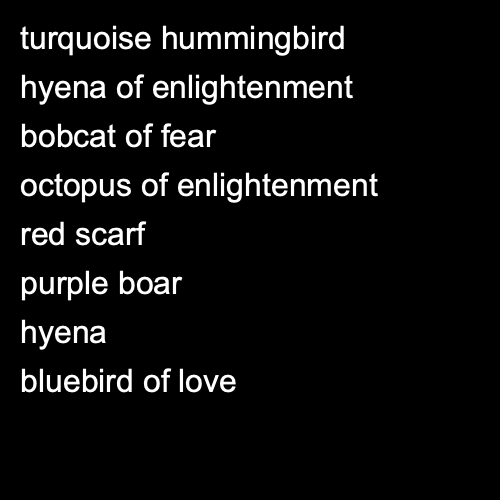 turquoise hummingbird
hyena of enlightenment
bobcat of fear
octopus of enlightenment
red scarf
purple boar
hyena
bluebird of love